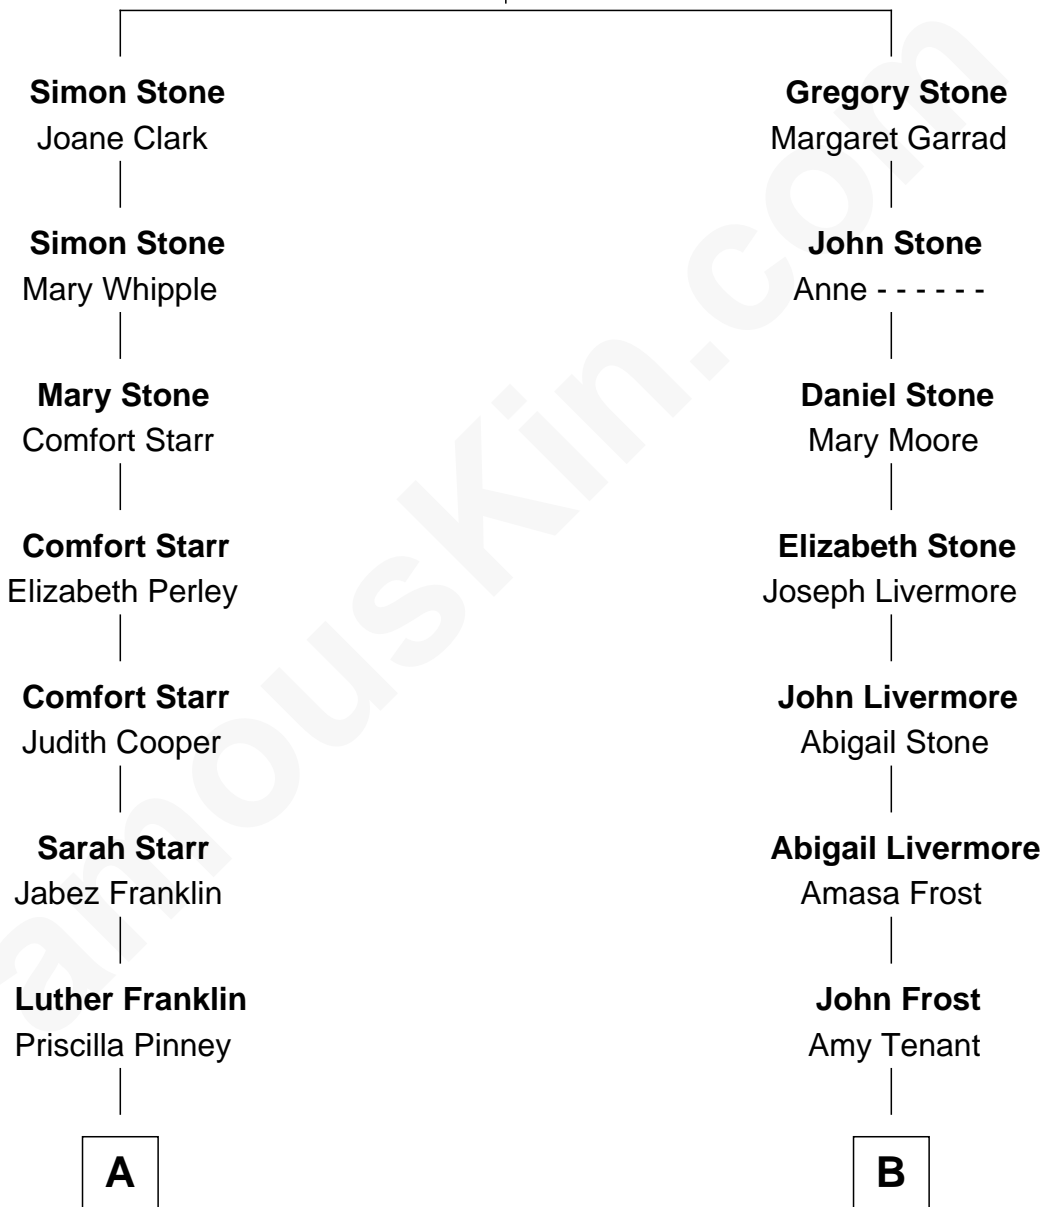 Simon Stone
Joane Clark
Simon Stone
Mary Whipple
Mary Stone
Comfort Starr
Comfort Starr
Elizabeth Perley
Comfort Starr
Judith Cooper
Sarah Starr
Jabez Franklin
Luther Franklin
Priscilla Pinney
A
Gregory Stone
Margaret Garrad
John Stone
Anne - - - - - -
Daniel Stone
Mary Moore
Elizabeth Stone
Joseph Livermore
John Livermore
Abigail Stone
Abigail Livermore
Amasa Frost
John Frost
Amy Tenant
B
amouskin.com